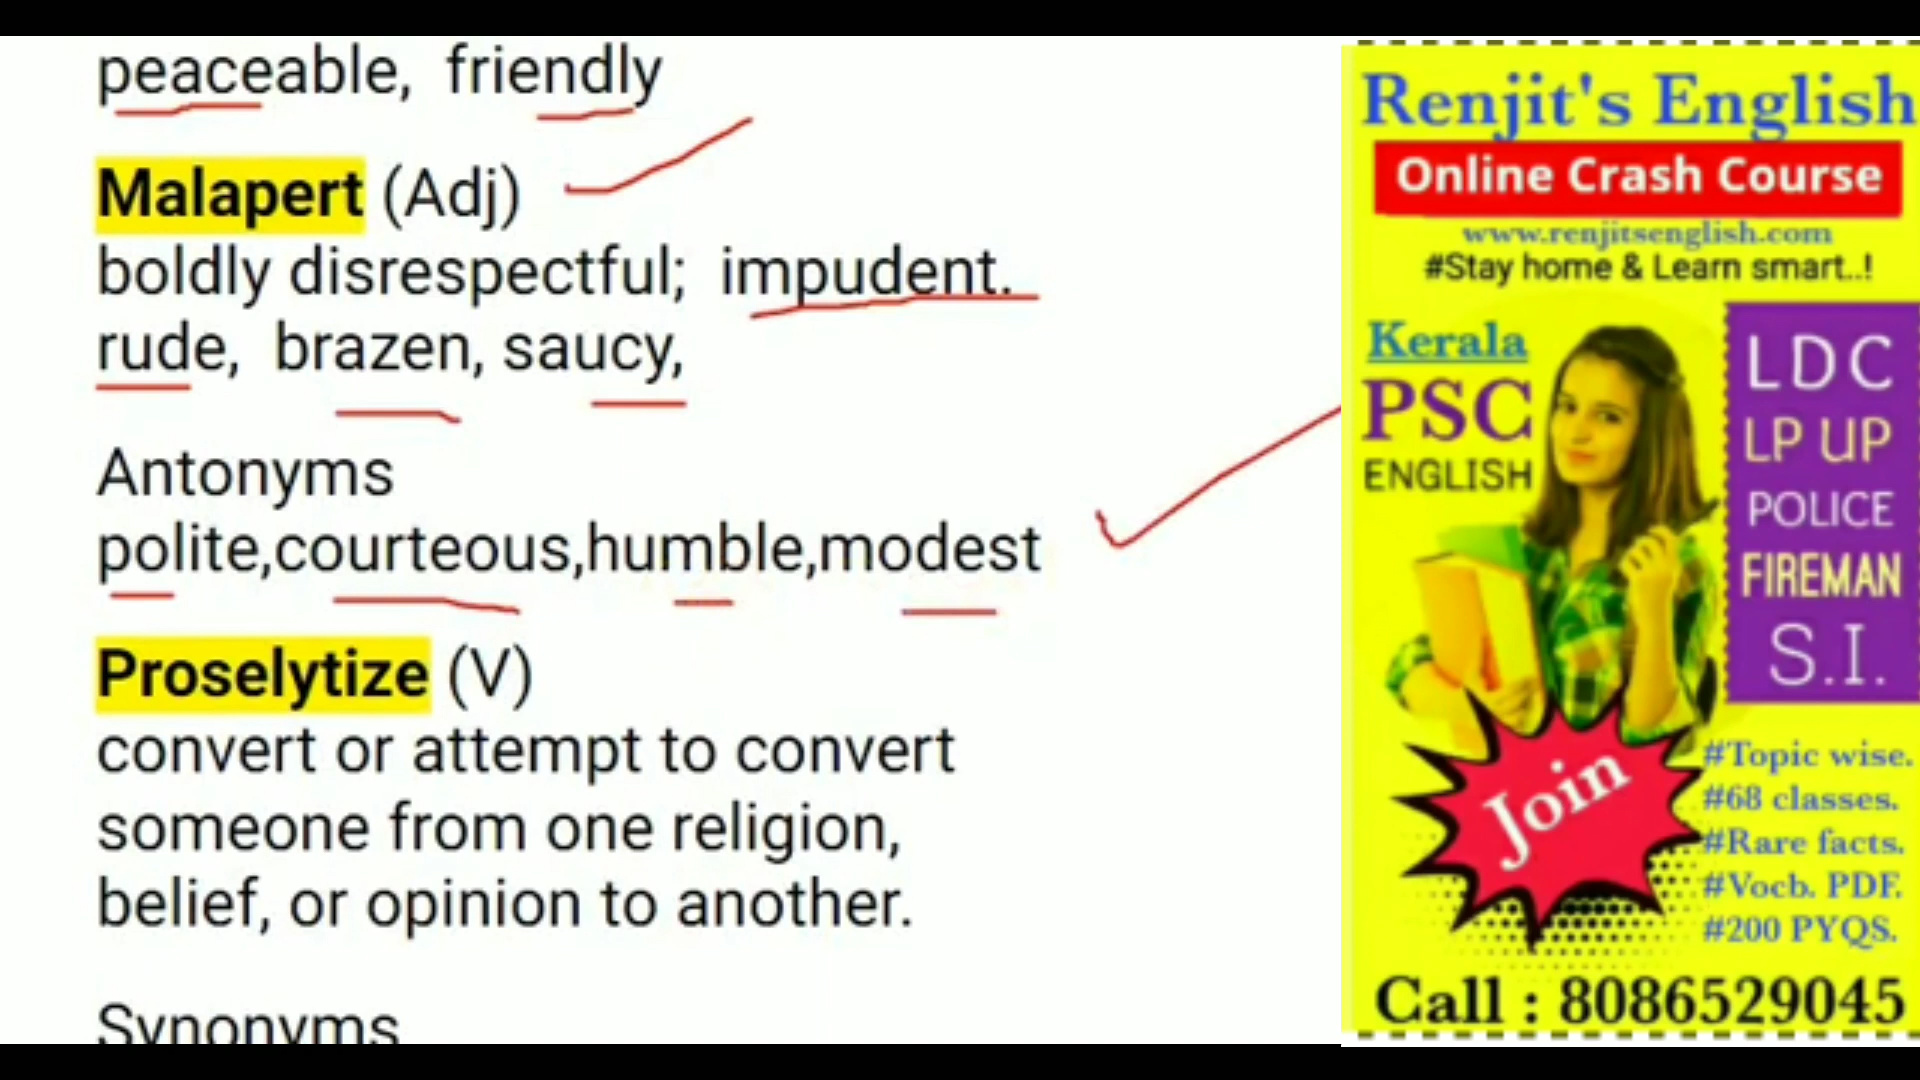 peaceable, friendly
Malapert (Adj)
boldly disrespectful; impudent.
rude, brazen, saucy,
Antonyms
polite,courteous,humble,modest
Proselytize (V)
convert or attempt to convert
someone from one religion,
belief, or opinion to another.
Synonyms
Renjit's English
Online Crash Course
www.renjitsenglish.com
#Stay home & Learn smart..!
Kerala
PSC
ENGLISH
LDC
LP UP
POLICE
FIREMAN
S.I.
Join
#Topic wise.
#68 classes.
#Rare facts.
#Vocb. PDF.
#200 PYQS.
Call : 8086529045